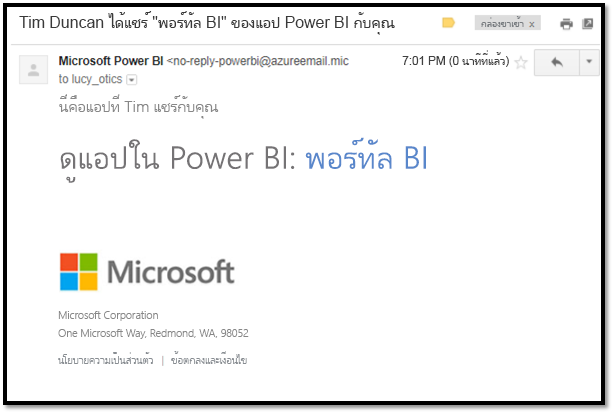 Tim Duncan ได้แชร์ "พอร์ทัล BI" ของแอป Power BI กับคุณ
กล่องขาเข้า x
Microsoft Power BI <no-reply-powerbi@azureemail.mic
7:01 PM (0 นาทีที่แล้ว)
to lucy_otics
นี่คือแอปที่ Tim แชร์กับคุณ
ดูแอปใน Power BI: พอร์ทัล BI
Microsoft
Microsoft Corporation
One Microsoft Way, Redmond, WA, 98052
นโยบายความเป็นส่วนตัว | ข้อตกลงและเงื่อนไข